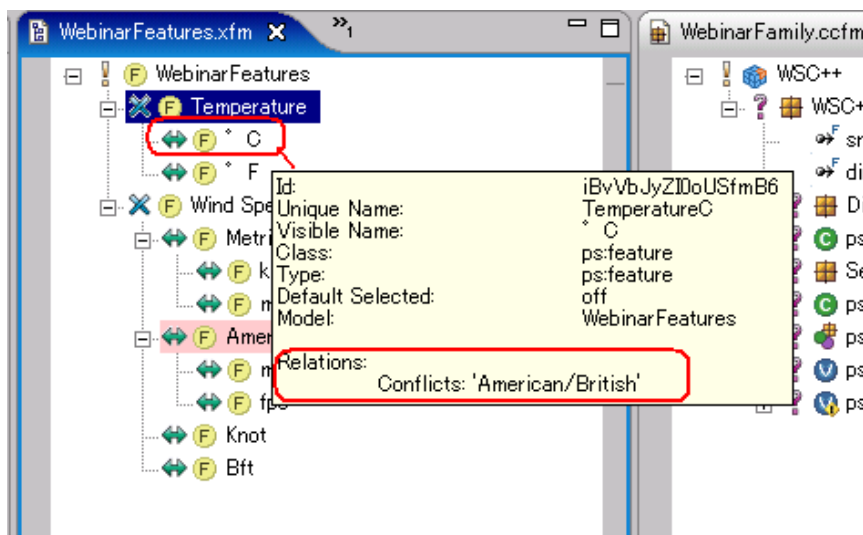 WebinarFeatures.xfm
»1
WebinarFamily.ccfm
WebinarFeatures
Temperature
° C
° F
Wind Spe
Metri
k
m
Ameri
m
fps
Knot
Bft
Id: iBvVbJyZI0oUSfmB6
Unique Name: TemperatureC
Visible Name: ° C
Class: ps:feature
Type: ps:feature
Default Selected: off
Model: WebinarFeatures
Relations:
Conflicts: 'American/British'
WSC++
WSC+
sr
di
Di
ps
Se
ps
ps
ps
ps